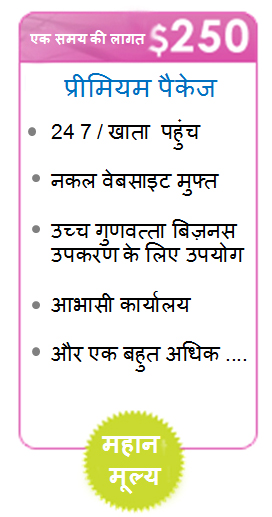 एक समय की लागत $250
प्रीमियम पैकेज
24 7 / खाता पहुंच
नकल वेबसाइट मुफ्त
उच्च गुणवत्ता बिज़नस
उपकरण के लिए उपयोग
आभासी कार्यालय
और एक बहुत अधिक ....
महान
मूल्य